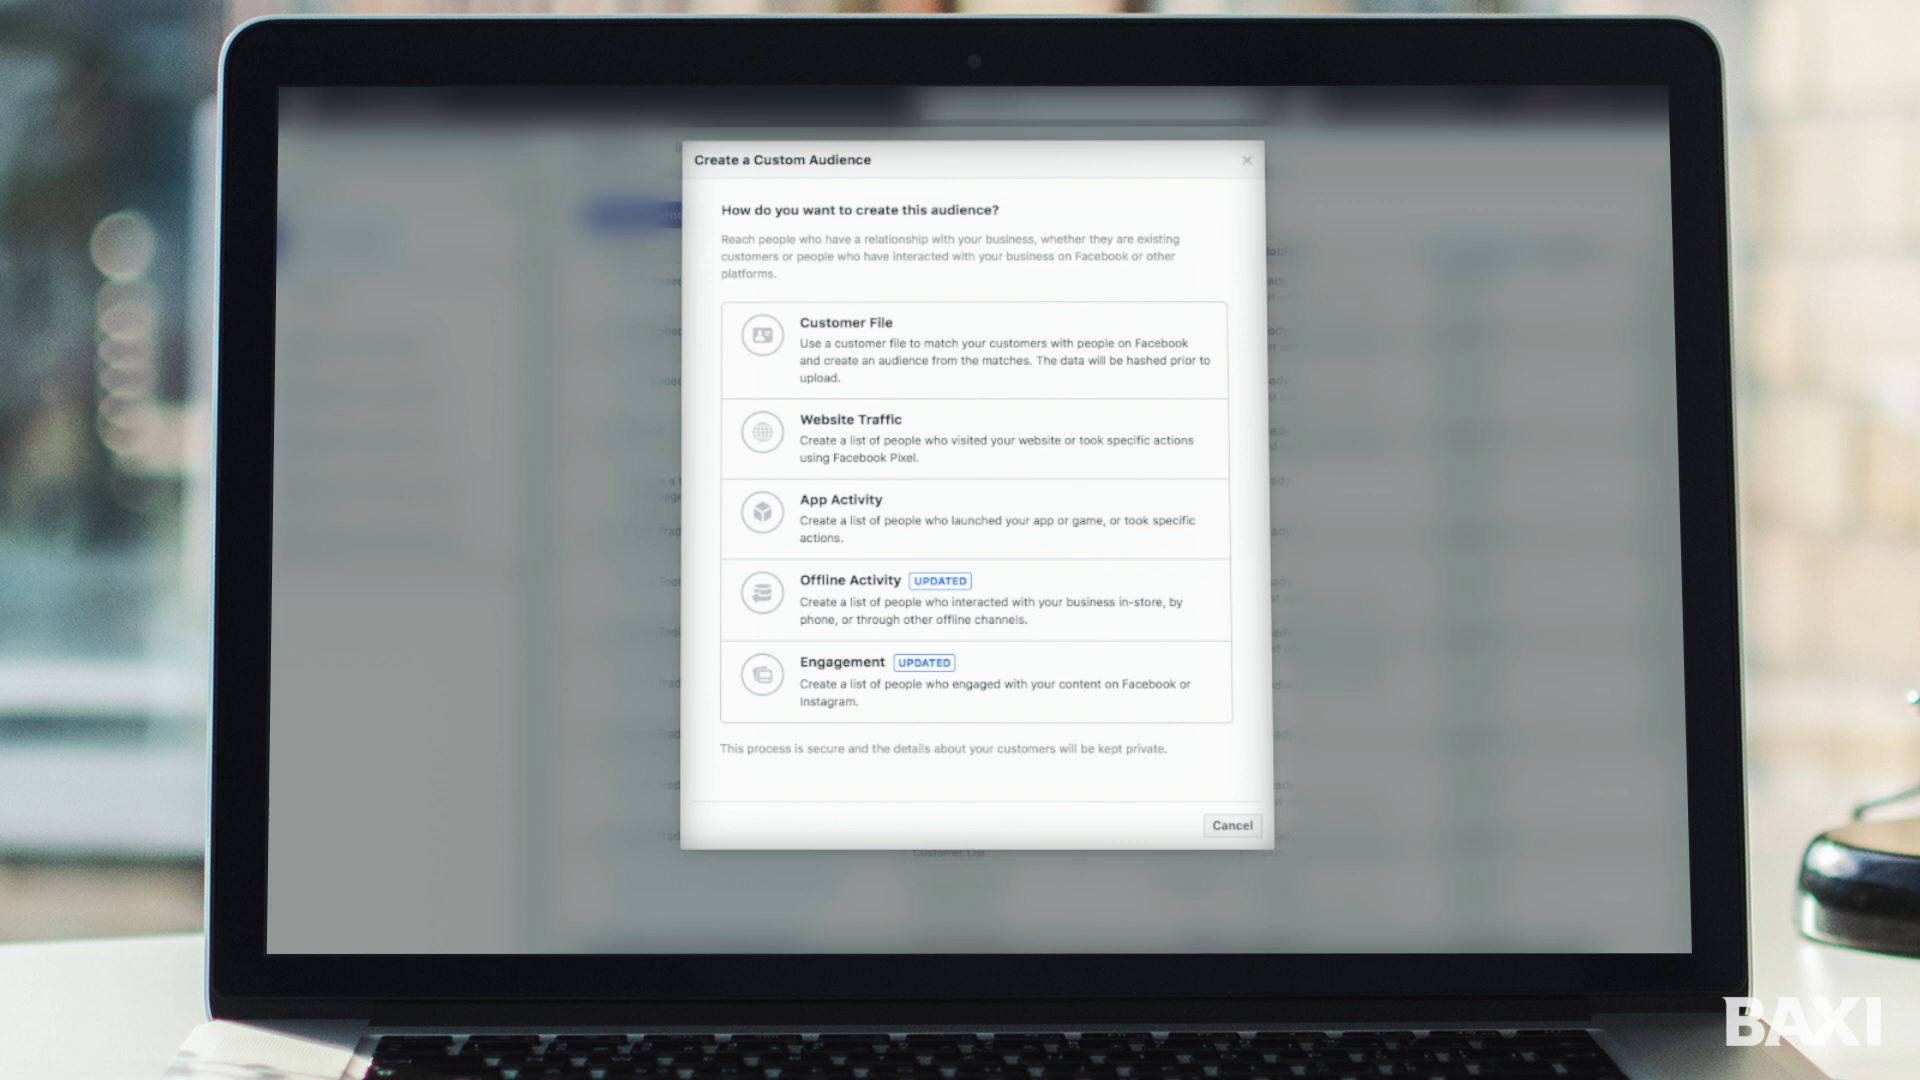 Create a Custom Audience
How do you want to create this audience?
Reach people who have a relationship with your business, whether they are existing
customers or people who have interacted with your business on Facebook or other
platforms.
Customer File
Use a customer file to match your customers with people on Facebook
and create an audience from the matches. The data will be hashed prior to
upload.
Website Traffic
Create a list of people who visited your website or took specific actions
using Facebook Pixel.
App Activity
Create a list of people who launched your app or game, or took specific
actions.
Offline Activity UPDATED
Create a list of people who interacted with your business in-store, by
phone, or through other offline channels.
Engagement UPDATED
Create a list of people who engaged with your content on Facebook or
Instagram.
This process is secure and the details about your customers will be kept private.
Cancel
Customer List
BAXI